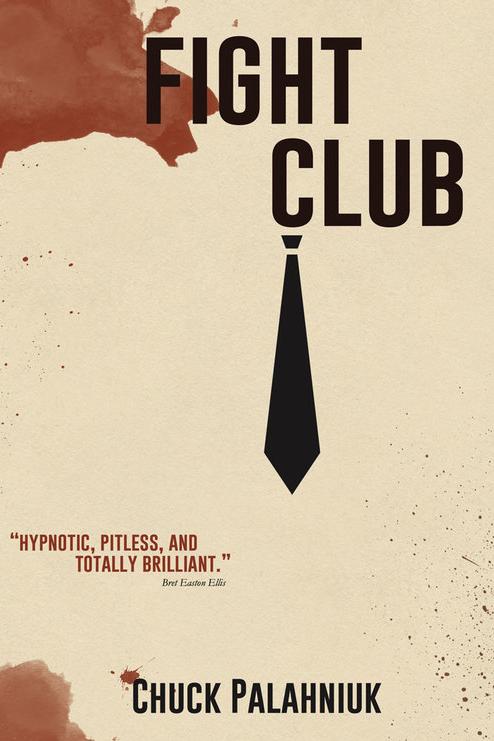 FIGHT
CLUB
“HYPNOTIC, PITLESS, AND
TOTALLY BRILLIANT.”
Bret Easton Ellis
CHUCK PALAHNIUK